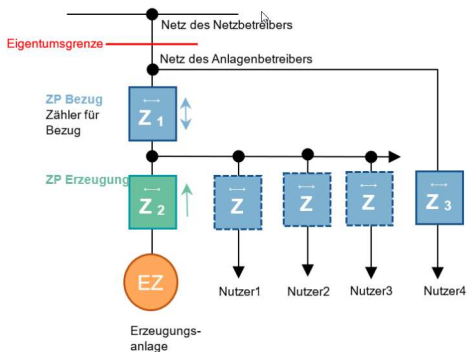 Netz des Netzbetreibers
Eigentumsgrenze
Netz des Anlagenbetreibers
ZP Bezug
Zähler für
Bezug
Z 1
ZP Erzeugung
Z 2
Z
Z
Z
Z 3
EZ
Nutzer1
Nutzer2
Nutzer3
Nutzer4
Erzeugungs-
anlage